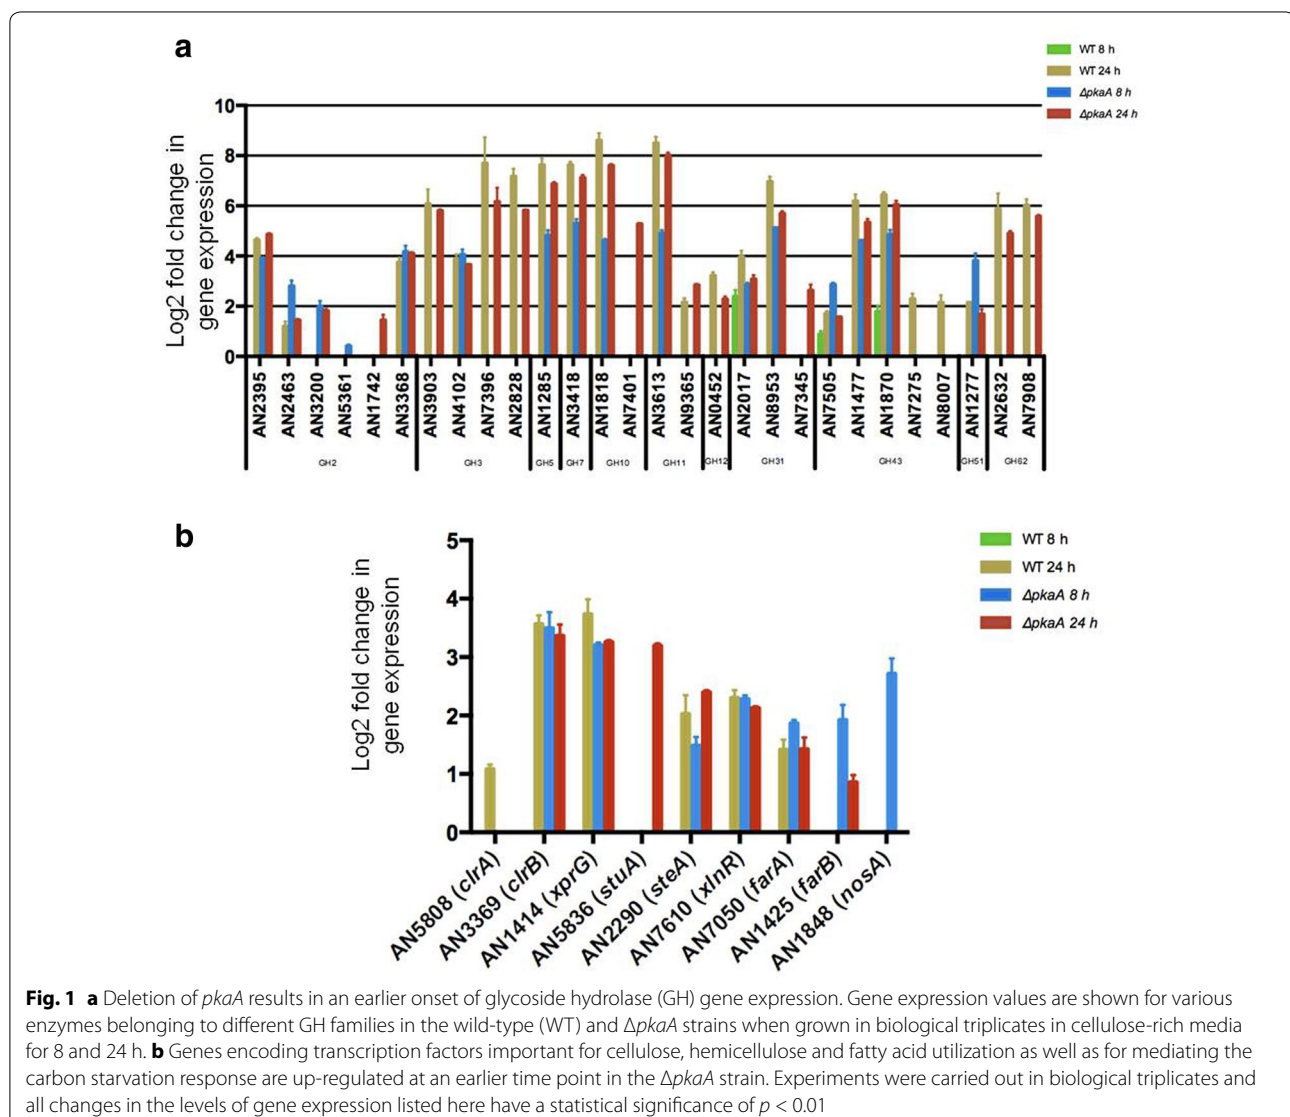 a
WT 8 h
WT 24 h
ΔpkaA 8 h
ΔpkaA 24 h
Log2 fold change in
gene expression
10
8
6
4
2
0
AN2395
AN2463
AN3200
AN5361
AN1742
AN3368
AN3903
AN4102
AN7396
AN2828
AN1285
AN3418
AN1818
AN7401
AN3613
AN9365
AN0452
AN2017
AN8953
AN7345
AN7505
AN1477
AN1870
AN7275
AN8007
AN1277
AN2632
AN7908
GH2
GH3
GH5
GH7
GH10
GH11
GH12
GH31
GH43
GH51
GH62
b
WT 8 h
WT 24 h
ΔpkaA 8 h
ΔpkaA 24 h
Log2 fold change in
gene expression
5
4
3
2
1
0
AN5808 (clrA)
AN3369 (clrB)
AN1414 (xprG)
AN5836 (stuA)
AN2290 (steA)
AN7610 (xlnR)
AN7050 (farA)
AN1425 (farB)
AN1848 (nosA)
Fig. 1 a Deletion of pkaA results in an earlier onset of glycoside hydrolase (GH) gene expression. Gene expression values are shown for various
enzymes belonging to different GH families in the wild-type (WT) and ΔpkaA strains when grown in biological triplicates in cellulose-rich media
for 8 and 24 h. b Genes encoding transcription factors important for cellulose, hemicellulose and fatty acid utilization as well as for mediating the
carbon starvation response are up-regulated at an earlier time point in the ΔpkaA strain. Experiments were carried out in biological triplicates and
all changes in the levels of gene expression listed here have a statistical significance of p < 0.01